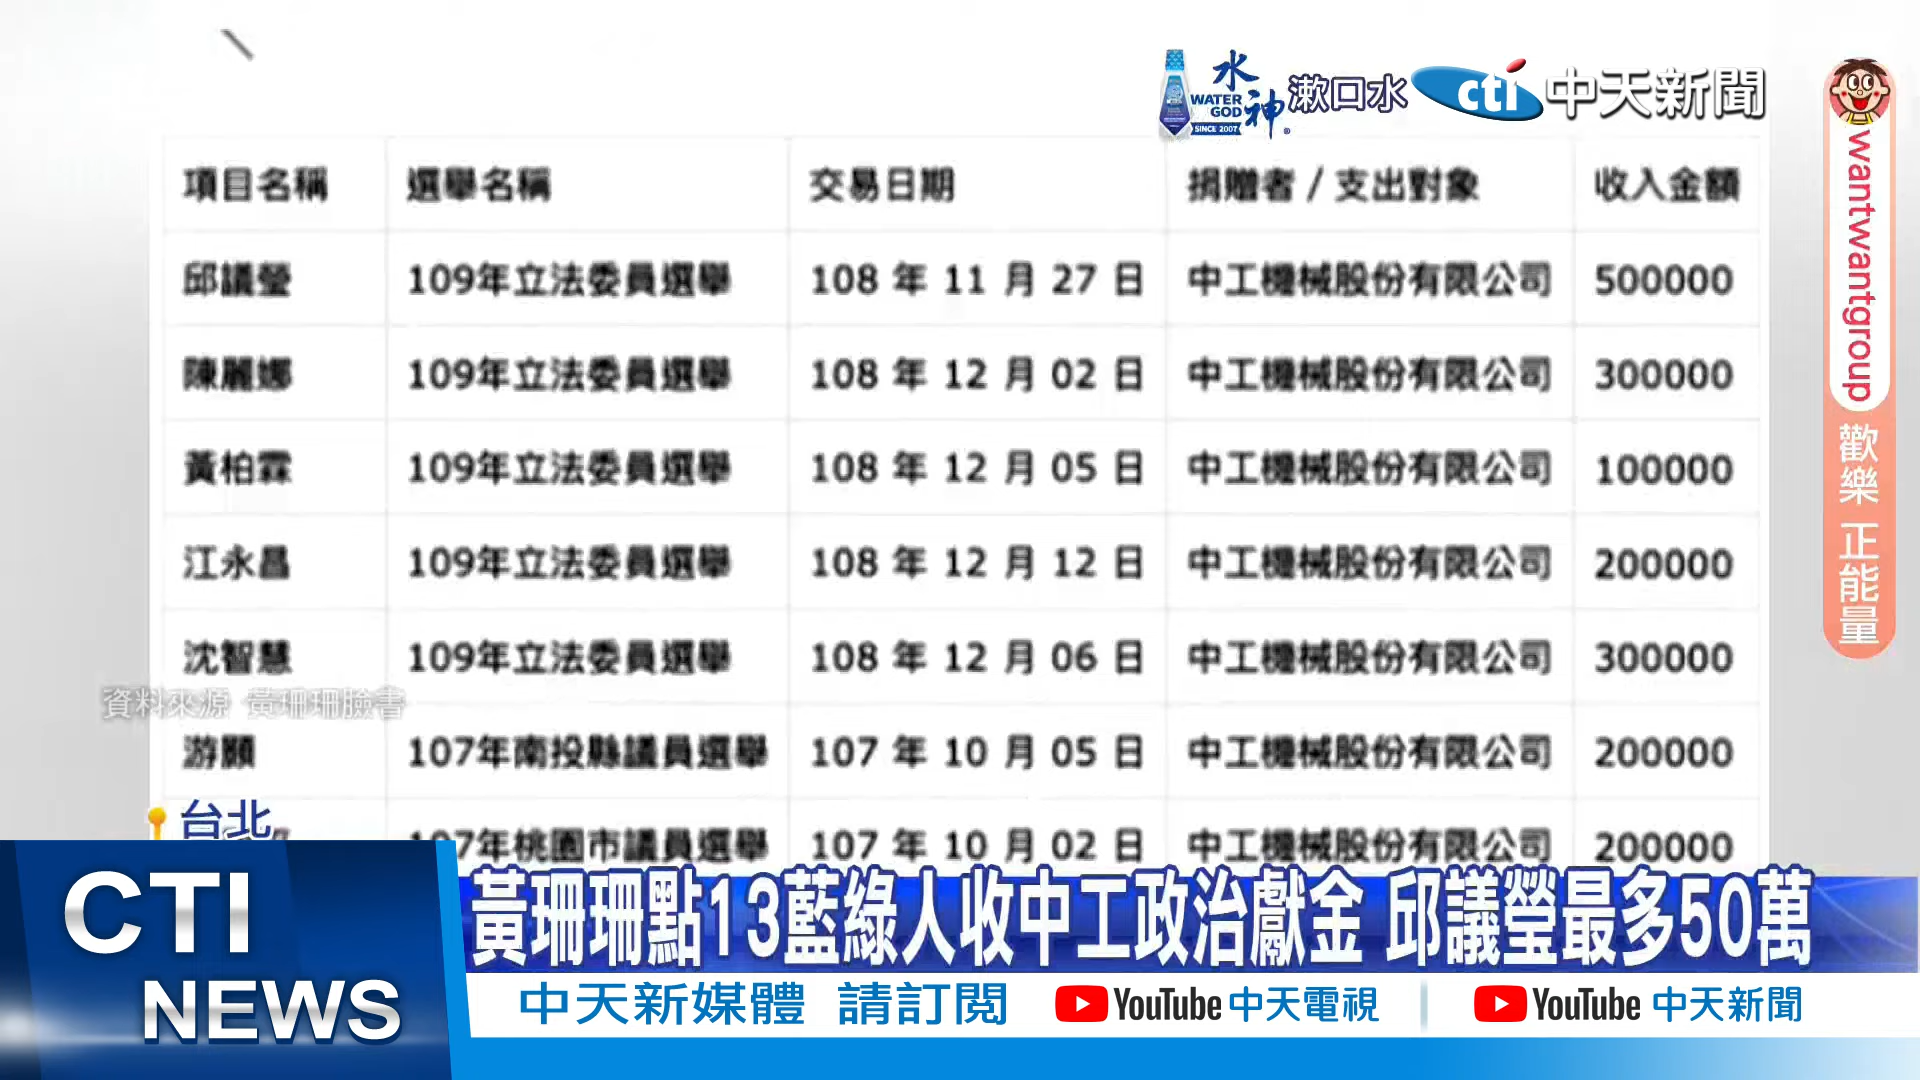 水神
WATER GOD
SINCE 2007
漱口水
cti 中天新聞
wantwantgroup 歡樂 正能量
項目名稱 選舉名稱 交易日期 捐贈者 / 支出對象 收入金額
邱議瑩 109年立法委員選舉 108 年 11 月 27 日 中工機械股份有限公司 500000
陳麗娜 109年立法委員選舉 108 年 12 月 02 日 中工機械股份有限公司 300000
黃柏霖 109年立法委員選舉 108 年 12 月 05 日 中工機械股份有限公司 100000
江永昌 109年立法委員選舉 108 年 12 月 12 日 中工機械股份有限公司 200000
沈智慧 109年立法委員選舉 108 年 12 月 06 日 中工機械股份有限公司 300000
資料來源 黃珊珊臉書
游顥 107年南投縣議員選舉 107 年 10 月 05 日 中工機械股份有限公司 200000
107年桃園市議員選舉 107 年 10 月 02 日 中工機械股份有限公司 200000
台北
CTI NEWS
黃珊珊點13藍綠人收中工政治獻金 邱議瑩最多50萬
中天新媒體 請訂閱 YouTube 中天電視 YouTube 中天新聞